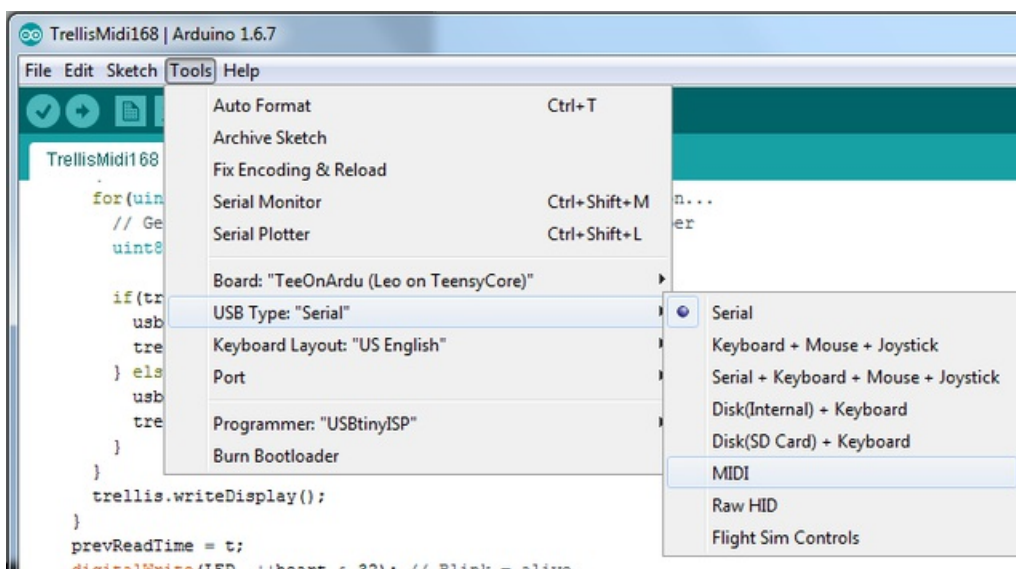 TrellisMidi168 | Arduino 1.6.7
File Edit Sketch Tools Help
TrellisMidi168
Auto Format Ctrl+T
Archive Sketch
Fix Encoding & Reload
Serial Monitor Ctrl+Shift+M
Serial Plotter Ctrl+Shift+L
Board: "TeeOnArdu (Leo on TeensyCore)"
USB Type: "Serial"
Keyboard Layout: "US English"
Port
Programmer: "USBtinyISP"
Burn Bootloader
Serial
Keyboard + Mouse + Joystick
Serial + Keyboard + Mouse + Joystick
Disk(Internal) + Keyboard
Disk(SD Card) + Keyboard
MIDI
Raw HID
Flight Sim Controls
for(uin n...
// Ge er
uint8
if(tr
usb
tre
} els
usb
tre
}
}
trellis.writeDisplay();
}
prevReadTime = t;